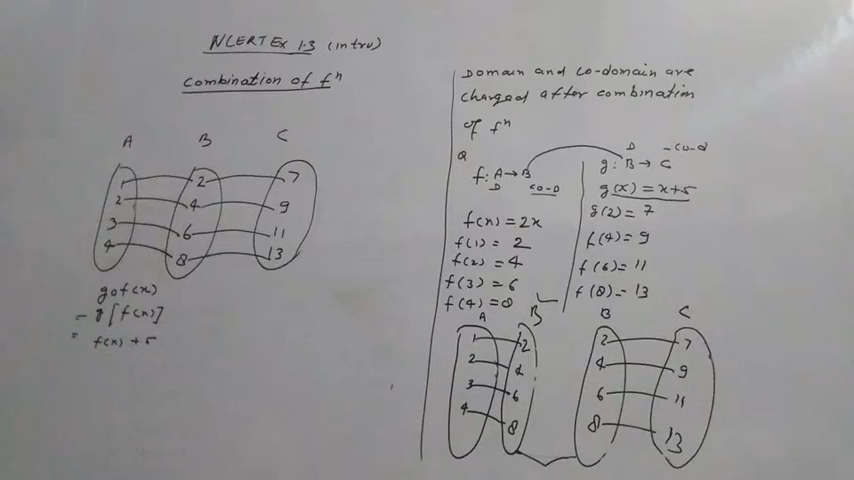 NCERT Ex 1.3 (intro)
Combination of fⁿ
A B C
1 2 7
2 4 9
3 6 11
4 8 13
gof(x)
= g[f(x)]
= f(x) + 5
Domain and co-domain are
charged after combination
of fⁿ
Q
f: A → B
D CO-D
f(x) = 2x
f(1) = 2
f(2) = 4
f(3) = 6
f(4) = 8
D - co-d
g: B → C
g(x) = x+5
g(2) = 7
f(4) = 9
f(6) = 11
f(8) = 13
A B
1 2
2 4
3 6
4 8
B C
2 7
4 9
6 11
8 13